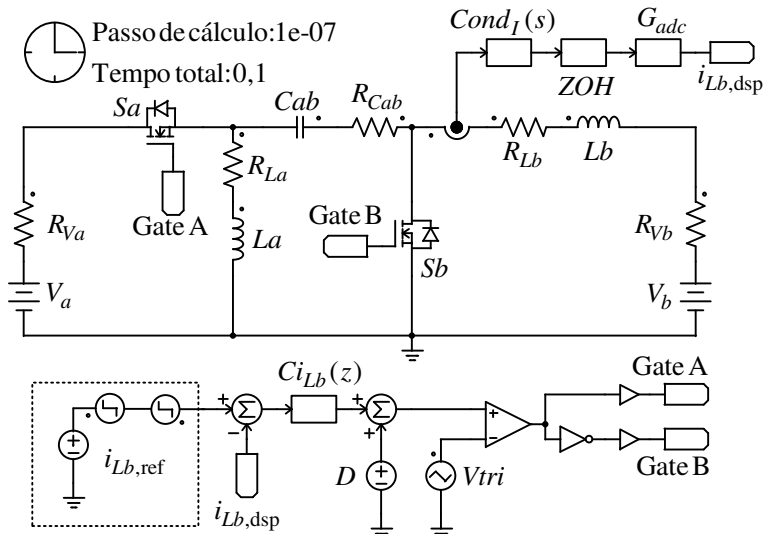 Passo de cálculo:1e-07
Tempo total:0,1
Cond_I(s)
G_adc
ZOH
i_Lb,dsp
Sa
Cab
R_Cab
R_La
R_Lb
Lb
Gate A
Gate B
R_Va
La
R_Vb
Sb
V_a
V_b
Ci_Lb(z)
Gate A
+
+
+
−
+
+
−
i_Lb,ref
D
Vtri
Gate B
i_Lb,dsp